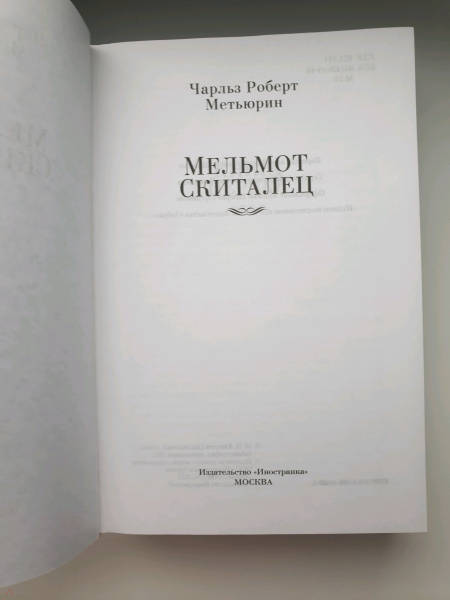 Чарльз Роберт
Метьюрин
МЕЛЬМОТ
СКИТАЛЕЦ
Издательство «Иностранка»
МОСКВА